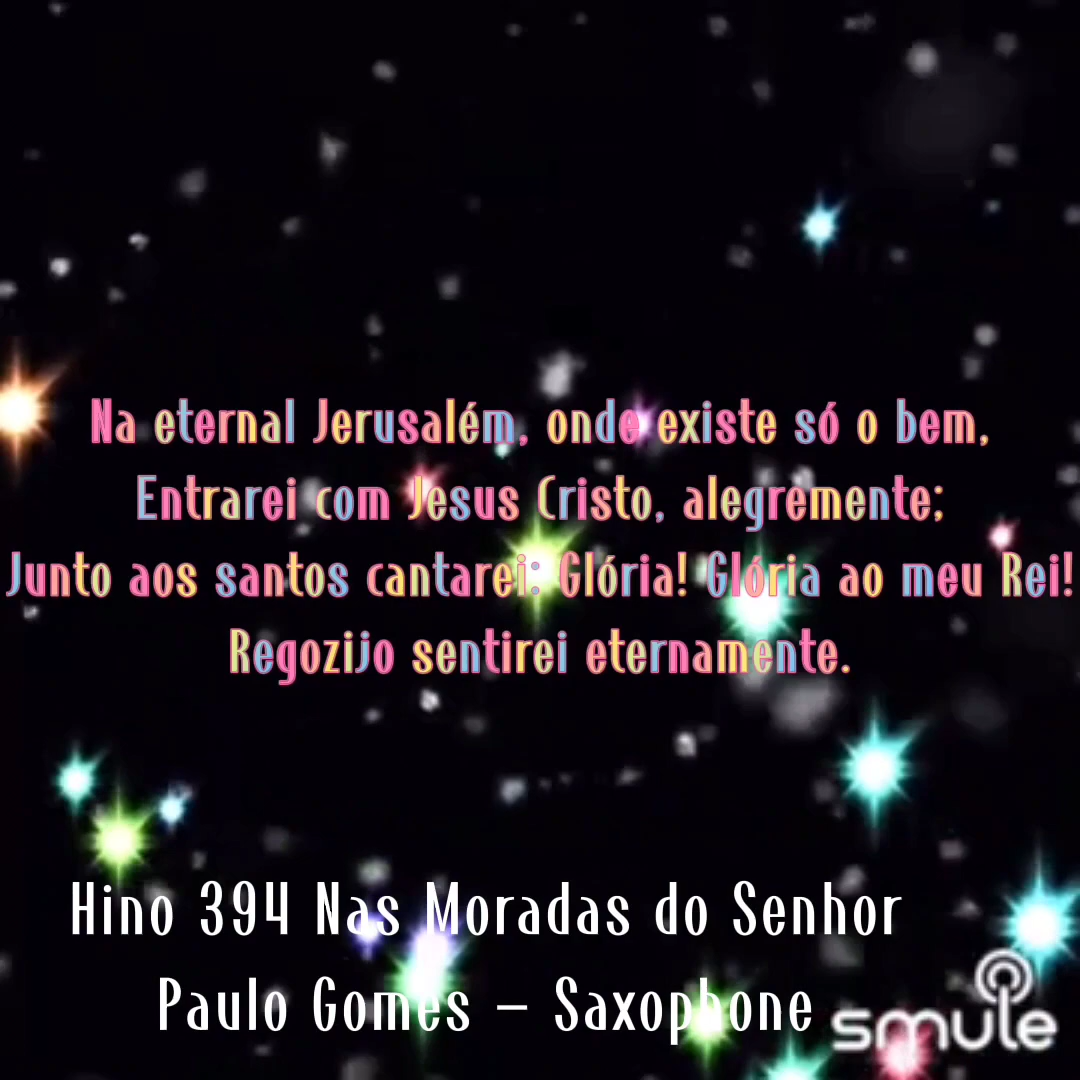 Na eternal Jerusalém, onde existe só o bem,
Entrarei com Jesus Cristo, alegremente;
Junto aos santos cantarei: Glória! Glória ao meu Rei!
Regozijo sentirei eternamente.
Hino 394 Nas Moradas do Senhor
Paulo Gomes – Saxophone
smule